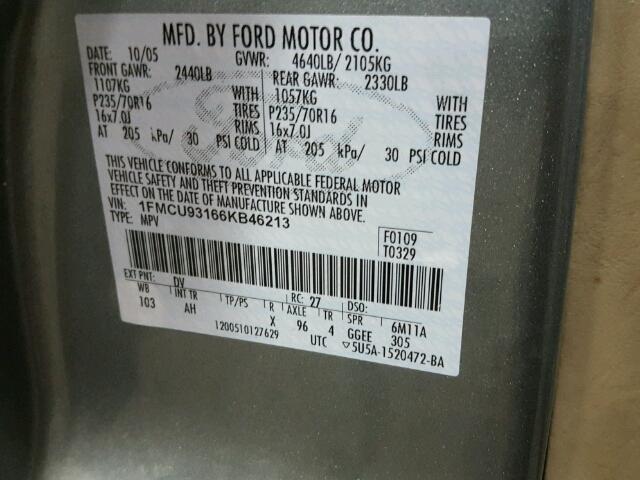 MFD. BY FORD MOTOR CO.
DATE: 10/05 GVWR: 4640LB/ 2105KG
FRONT GAWR: 2440LB REAR GAWR: 2330LB
1107KG WITH 1057KG WITH
P235/70R16 TIRES P235/70R16 TIRES
16x7.0J RIMS 16x7.0J RIMS
AT 205 kPa/ 30 PSI COLD AT 205 kPa/ 30 PSI COLD
THIS VEHICLE CONFORMS TO ALL APPLICABLE FEDERAL MOTOR
VEHICLE SAFETY AND THEFT PREVENTION STANDARDS IN
EFFECT ON THE DATE OF MANUFACTURE SHOWN ABOVE.
VIN: 1FMCU93166KB46213
TYPE: MPV
F0109
T0329
EXT PNT: DV RC: 27 DSO:
WB INT TR TP/PS R AXLE TR SPR 6M11A
103 AH X 96 4 GGEE 305
1200510127629 UTC ▽5U5A-1520472-BA
Ford